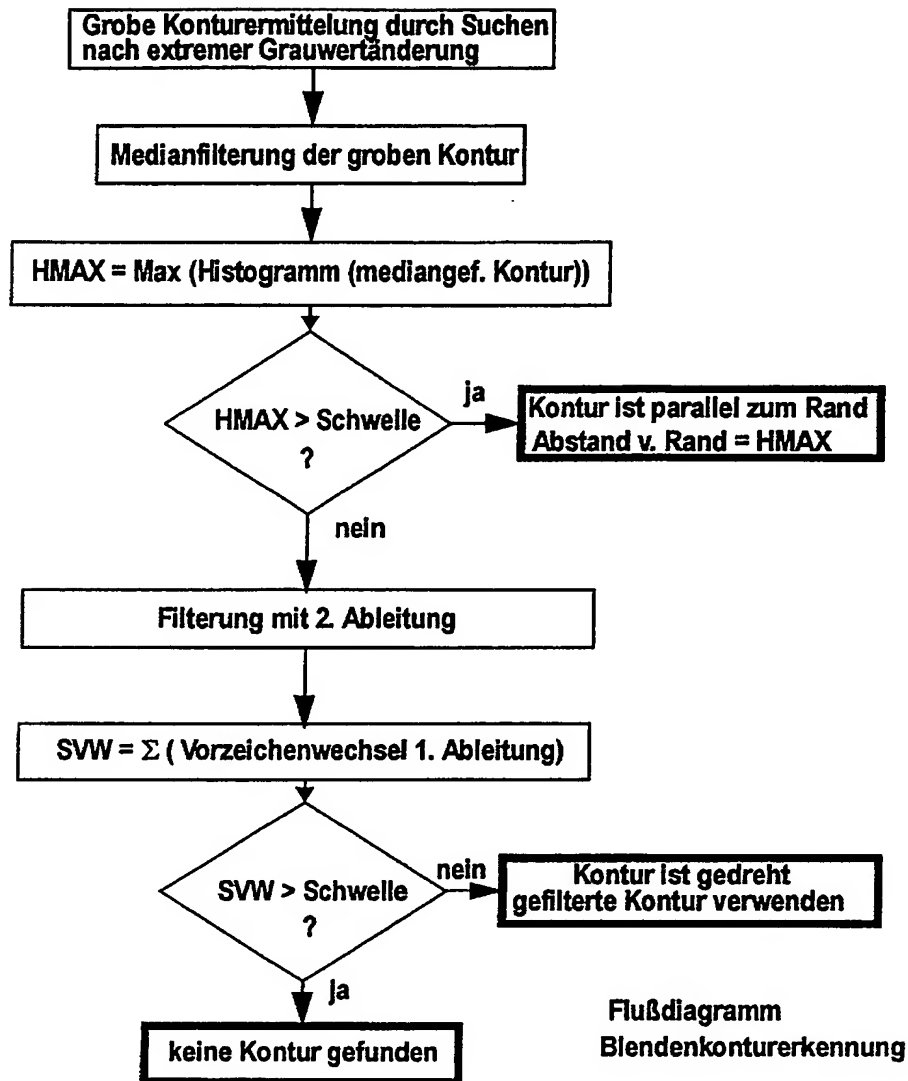 Grobe Konturermittelung durch Suchen
nach extremer Grauwertänderung
Medianfilterung der groben Kontur
HMAX = Max (Histogramm (mediangef. Kontur))
HMAX > Schwelle
?
ja
Kontur ist parallel zum Rand
Abstand v. Rand = HMAX
nein
Filterung mit 2. Ableitung
SVW = Σ ( Vorzeichenwechsel 1. Ableitung)
SVW > Schwelle
?
nein
Kontur ist gedreht
gefilterte Kontur verwenden
ja
keine Kontur gefunden
Flußdiagramm
Blendenkonturerkennung